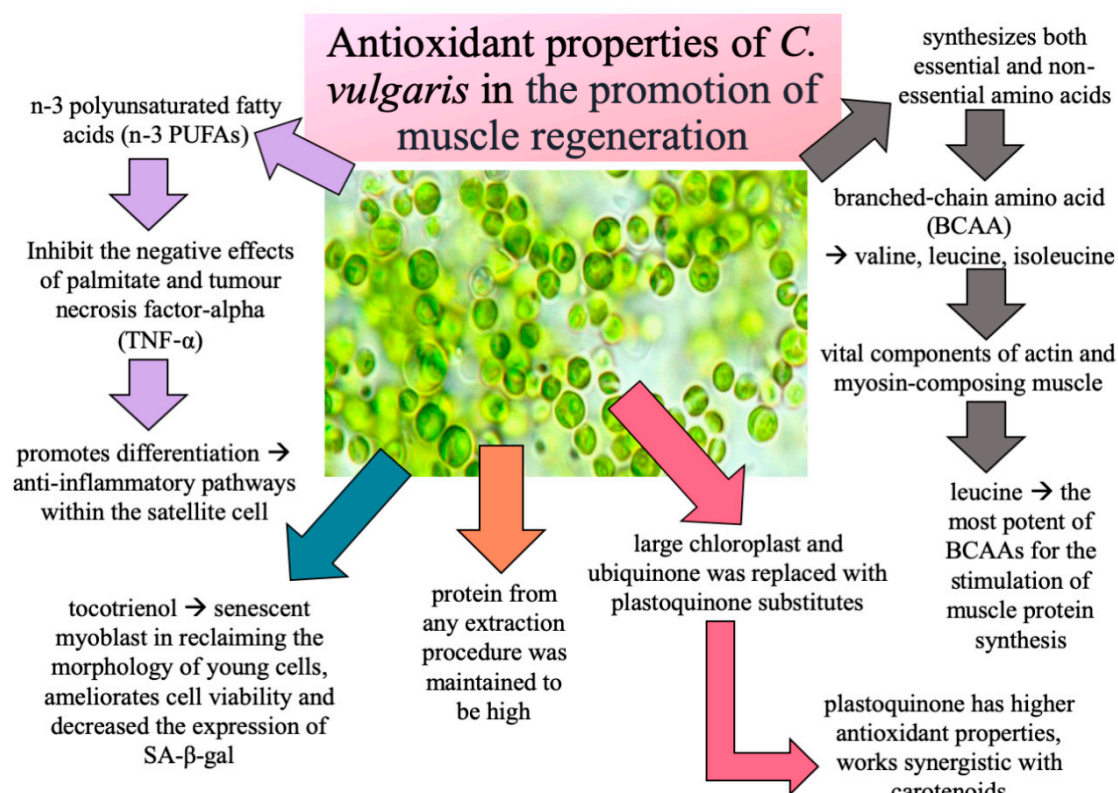 Antioxidant properties of C.
vulgaris in the promotion of
muscle regeneration
n-3 polyunsaturated fatty
acids (n-3 PUFAs)
Inhibit the negative effects
of palmitate and tumour
necrosis factor-alpha
(TNF-α)
promotes differentiation →
anti-inflammatory pathways
within the satellite cell
tocotrienol → senescent
myoblast in reclaiming the
morphology of young cells,
ameliorates cell viability and
decreased the expression of
SA-β-gal
protein from
any extraction
procedure was
maintained to
be high
large chloroplast and
ubiquinone was replaced with
plastoquinone substitutes
plastoquinone has higher
antioxidant properties,
works synergistic with
carotenoids
synthesizes both
essential and non-
essential amino acids
branched-chain amino acid
(BCAA)
→ valine, leucine, isoleucine
vital components of actin and
myosin-composing muscle
leucine → the
most potent of
BCAAs for the
stimulation of
muscle protein
synthesis